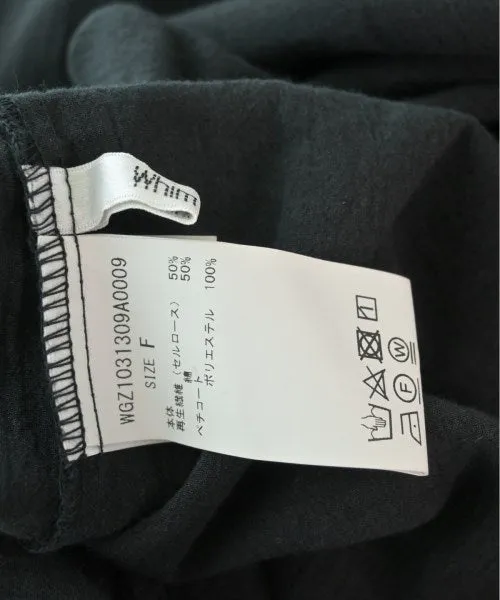 Whim
WGZ1031309A0009
SIZE F
本体
再生繊維(セルロース) 50%
綿 50%
ペチコート
ポリエステル 100%
F
W